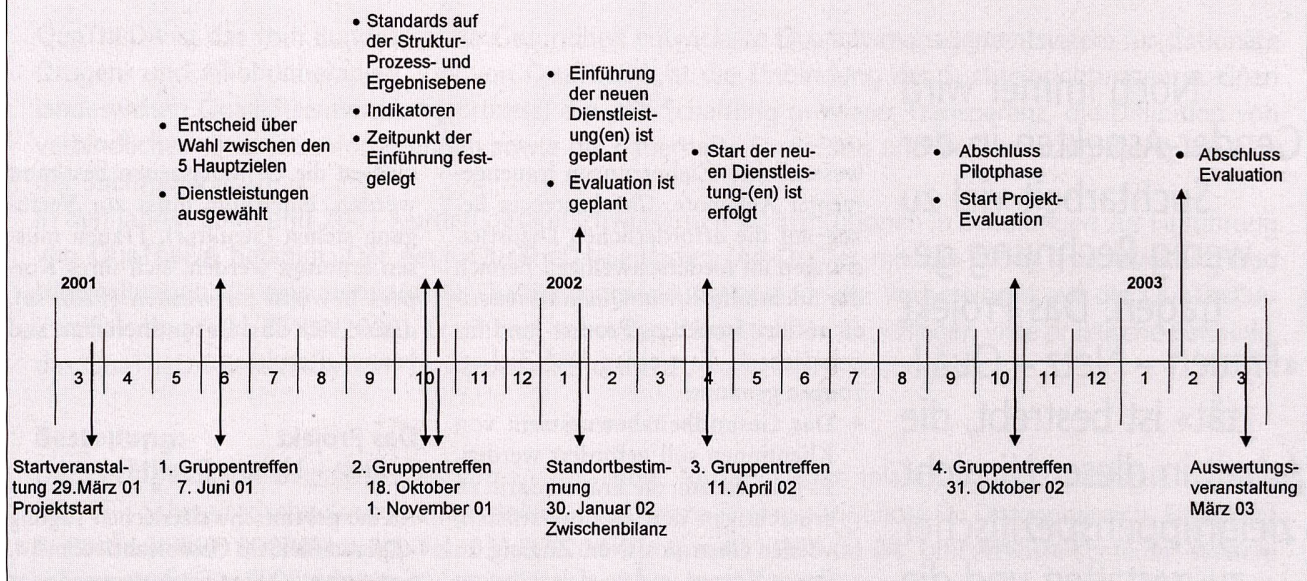 • Standards auf
der Struktur-
Prozess- und
Ergebnisebene
• Indikatoren
• Zeitpunkt der
Einführung fest-
gelegt
• Entscheid über
Wahl zwischen den
5 Hauptzielen
• Dienstleistungen
ausgewählt
• Einführung
der neuen
Dienstleist-
ung(en) ist
geplant
• Evaluation ist
geplant
• Start der neu-
en Dienstleis-
tung-(en) ist
erfolgt
• Abschluss
Pilotphase
• Start Projekt-
Evaluation
• Abschluss
Evaluation
2001 2002 2003
3 4 5 6 7 8 9 10 11 12 1 2 3 4 5 6 7 8 9 10 11 12 1 2 3
Startveranstal-
tung 29.März 01
Projektstart
1. Gruppentreffen
7. Juni 01
2. Gruppentreffen
18. Oktober
1. November 01
Standortbestim-
mung
30. Januar 02
Zwischenbilanz
3. Gruppentreffen
11. April 02
4. Gruppentreffen
31. Oktober 02
Auswertungs-
veranstaltung
März 03